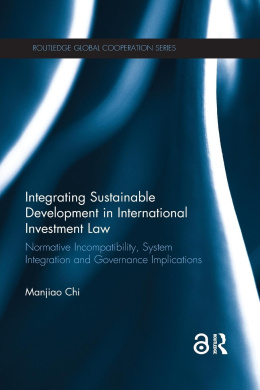 ROUTLEDGE GLOBAL COOPERATION SERIES
Integrating Sustainable
Development in International
Investment Law
Normative Incompatibility, System
Integration and Governance Implications
Manjiao Chi
ROUTLEDGE